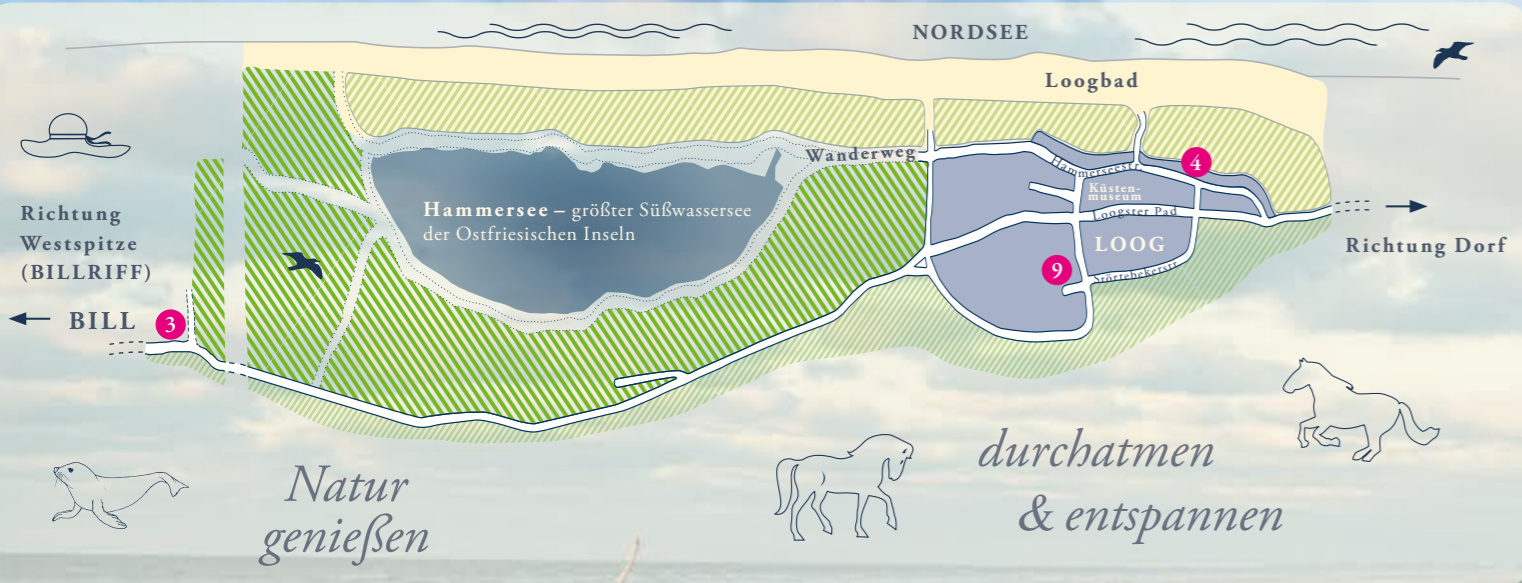 NORDSEE
Loogbad
Wanderweg
Hammerseestr.
4
Küsten-
museum
Loogster Pad
LOOG
Störtebekerstr.
9
Hammersee – größter Süßwassersee
der Ostfriesischen Inseln
Richtung
Westspitze
(BILLRIFF)
BILL
3
Richtung Dorf
Natur
genießen
durchatmen
& entspannen